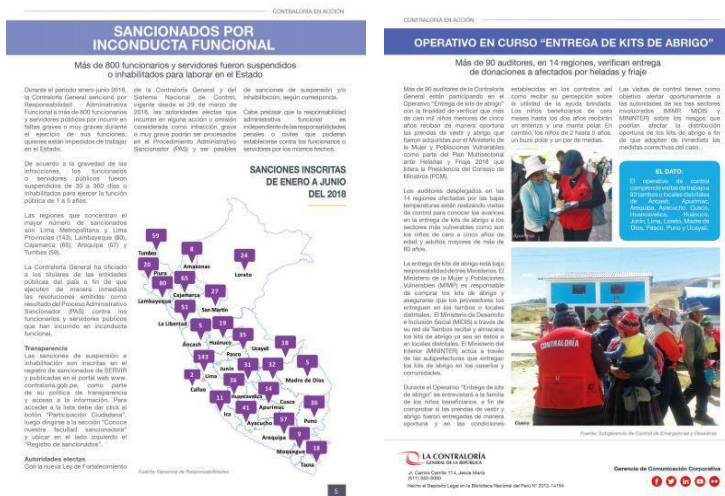 CONTRALORÍA EN ACCIÓN
SANCIONADOS POR
INCONDUCTA FUNCIONAL
Más de 800 funcionarios y servidores fueron suspendidos
o inhabilitados para laborar en el Estado
Durante el periodo enero-junio 2018,
la Contraloría General sancionó por
Responsabilidad Administrativa
Funcional a más de 800 funcionarios
y servidores públicos por incurrir en
faltas graves o muy graves durante
el ejercicio de sus funciones,
quienes están impedidos de trabajar
en el Estado.
De acuerdo a la gravedad de las
infracciones, los funcionarios
o servidores públicos fueron
suspendidos de 30 a 360 días o
inhabilitados para ejercer la función
pública de 1 a 5 años.
Las regiones que concentran el
mayor número de sancionados
son Lima Metropolitana y Lima
Provincias (143), Lambayeque (80),
Cajamarca (65), Arequipa (57) y
Tumbes (59).
La Contraloría General ha oficiado
a los titulares de las entidades
públicas del país a fin de que
ejecuten de manera inmediata
las resoluciones emitidas como
resultado del Proceso Administrativo
Sancionador (PAS) contra los
funcionarios y servidores públicos
que han incurrido en inconducta
funcional.
Transparencia
Las sanciones de suspensión e
inhabilitación son inscritas en el
registro de sancionados de SERVIR
y publicadas en el portal web www.
contraloria.gob.pe, como parte
de su política de transparencia
y acceso a la información. Para
acceder a la lista debe dar click al
botón "Participación Ciudadana",
luego dirigirse a la sección "Conoce
nuestra facultad sancionadora"
y ubicar en el lado izquierdo el
"Registro de sancionados".
Autoridades electas
Con la nueva Ley de Fortalecimiento
de la Contraloría General y del
Sistema Nacional de Control,
vigente desde el 29 de marzo de
2018, las autoridades electas que
incurran en alguna acción u omisión
considerada como infracción grave
o muy graves podrán ser procesados
en el Procedimiento Administrativo
Sancionador (PAS) y ser pasibles
de sanciones de suspensión y/o
inhabilitación, según corresponda.
Cabe precisar que la responsabilidad
administrativa funcional es
independiente de las responsabilidades
penales o civiles que pudieran
establecerse contra los funcionarios o
servidores por los mismos hechos.
SANCIONES INSCRITAS
DE ENERO A JUNIO
DEL 2018
59
Tumbes
20
Piura
8
Amazonas
24
Loreto
80
Lambayeque
65
Cajamarca
27
San Martín
51
La Libertad
5
Áncash
19
Huánuco
35
Ucayali
Pasco
18
Madre de Dios
143
Lima
2
Callao
31
Junín
32
Cusco
5
36
Huancavelica
14
Apurímac
11
Ica
41
Ayacucho
36
Puno
57
Arequipa
9
Moquegua
18
Tacna
Fuente: Gerencia de Responsabilidades
5
CONTRALORÍA EN ACCIÓN
OPERATIVO EN CURSO "ENTREGA DE KITS DE ABRIGO"
Más de 90 auditores, en 14 regiones, verifican entrega
de donaciones a afectados por heladas y friaje
Más de 90 auditores de la Contraloría
General están participando en el
Operativo "Entrega de kits de abrigo"
con la finalidad de verificar que más
de cien mil niños menores de cinco
años reciban de manera oportuna
las prendas de vestir y abrigo que
fueron adquiridas por el Ministerio de
la Mujer y Poblaciones Vulnerables
como parte del Plan Multisectorial
ante Heladas y Friaje 2018 que
lidera la Presidencia del Consejo de
Ministros (PCM).
Los auditores desplegados en las
14 regiones afectadas por las bajas
temperaturas están realizando visitas
de control para conocer los avances
en la entrega de kits de abrigo a los
sectores más vulnerables como son
los niños de cero a cinco años de
edad y adultos mayores de más de
60 años.
La entrega de kits de abrigo está bajo
responsabilidad de tres Ministerios. El
Ministerio de la Mujer y Poblaciones
Vulnerables (MIMP) es responsable
de comprar los kits de abrigo y
asegurarse que los proveedores los
entreguen en los tambos o locales
distritales. El Ministerio de Desarrollo
e Inclusión Social (MIDIS) a través de
su red de Tambos recibe y almacena
los kits de abrigo ya sea en éstos o
en locales distritales. El Ministerio del
Interior (MININTER) actúa a través
de las subprefecturas que entregan
los kits de abrigo en los caseríos y
comunidades.
Durante el Operativo "Entrega de kits
de abrigo" se entrevistará a la familia
de los niños beneficiarios, a fin de
comprobar si las prendas de vestir y
abrigo fueron entregadas de manera
oportuna y en las condiciones
establecidas en los contratos así
como recibir su percepción sobre
la utilidad de la ayuda brindada.
Los niños beneficiarios de cero
meses hasta los dos años recibirán
un enterizo y una manta polar. En
cambio, los niños de 2 hasta 5 años,
un buzo polar y un par de medias.
Las visitas de control tienen como
objetivo alertar oportunamente a
las autoridades de los tres sectores
involucrados (MIMP, MIDIS y
MININTER) sobre los riesgos que
podrían afectar la distribución
oportuna de los kits de abrigo a fin
de que adopten de inmediato las
medidas correctivas del caso.
EL DATO:
El operativo de control
comprende visitas de trabajo a
93 tambos o locales distritales
de Áncash, Apurímac,
Arequipa, Ayacucho, Cusco,
Huancavelica, Huánuco,
Junín, Lima, Loreto, Madre de
Dios, Pasco, Puno y Ucayali.
Apurímac
CONTRALORÍA
Cusco
Fuente: Subgerencia de Control de Emergencias y Desastres
LA CONTRALORÍA
GENERAL DE LA REPÚBLICA
Jr. Camilo Carrillo 114, Jesús María
(511) 330-3000
Hecho el Depósito Legal en la Biblioteca Nacional del Perú N° 2012-14154
Gerencia de Comunicación Corporativa